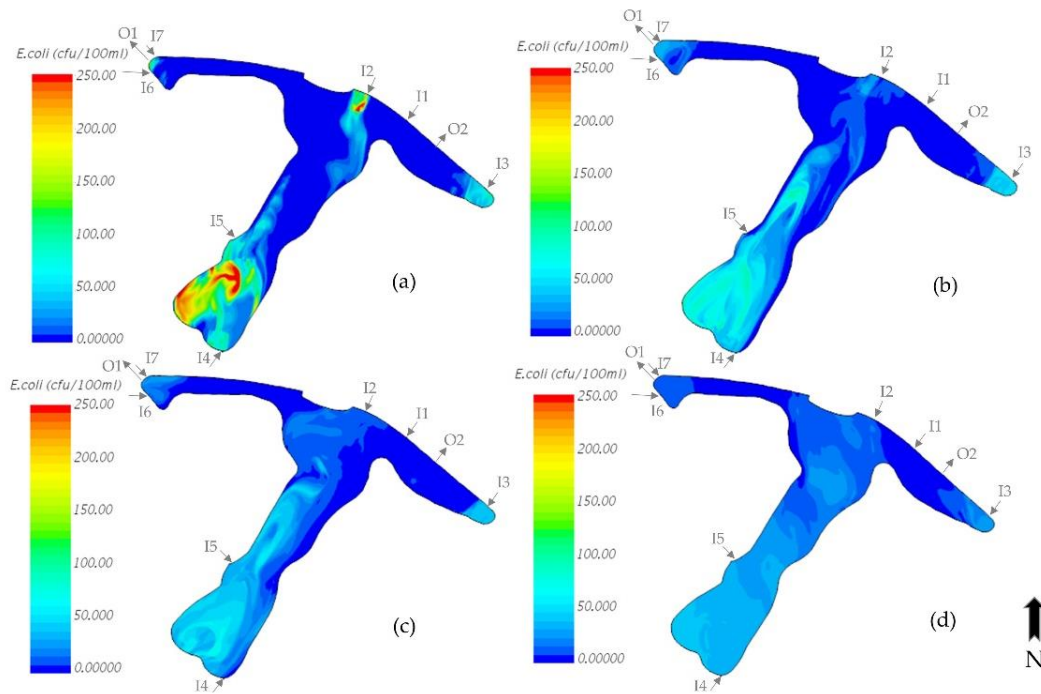 O1
I7
E.coli (cfu/100ml)
I6
250.00
200.00
150.00
100.00
50.000
0.00000
I2
I1
O2
I3
I5
I4
(a)
O1
I7
E.coli (cfu/100ml)
I6
250.00
200.00
150.00
100.00
50.000
0.00000
I2
I1
O2
I3
I5
I4
(b)
O1
I7
E.coli (cfu/100ml)
I6
250.00
200.00
150.00
100.00
50.000
0.00000
I2
I1
O2
I3
I5
I4
(c)
O1
I7
E.coli (cfu/100ml)
I6
250.00
200.00
150.00
100.00
50.000
0.00000
I2
I1
O2
I3
I5
I4
(d)
N